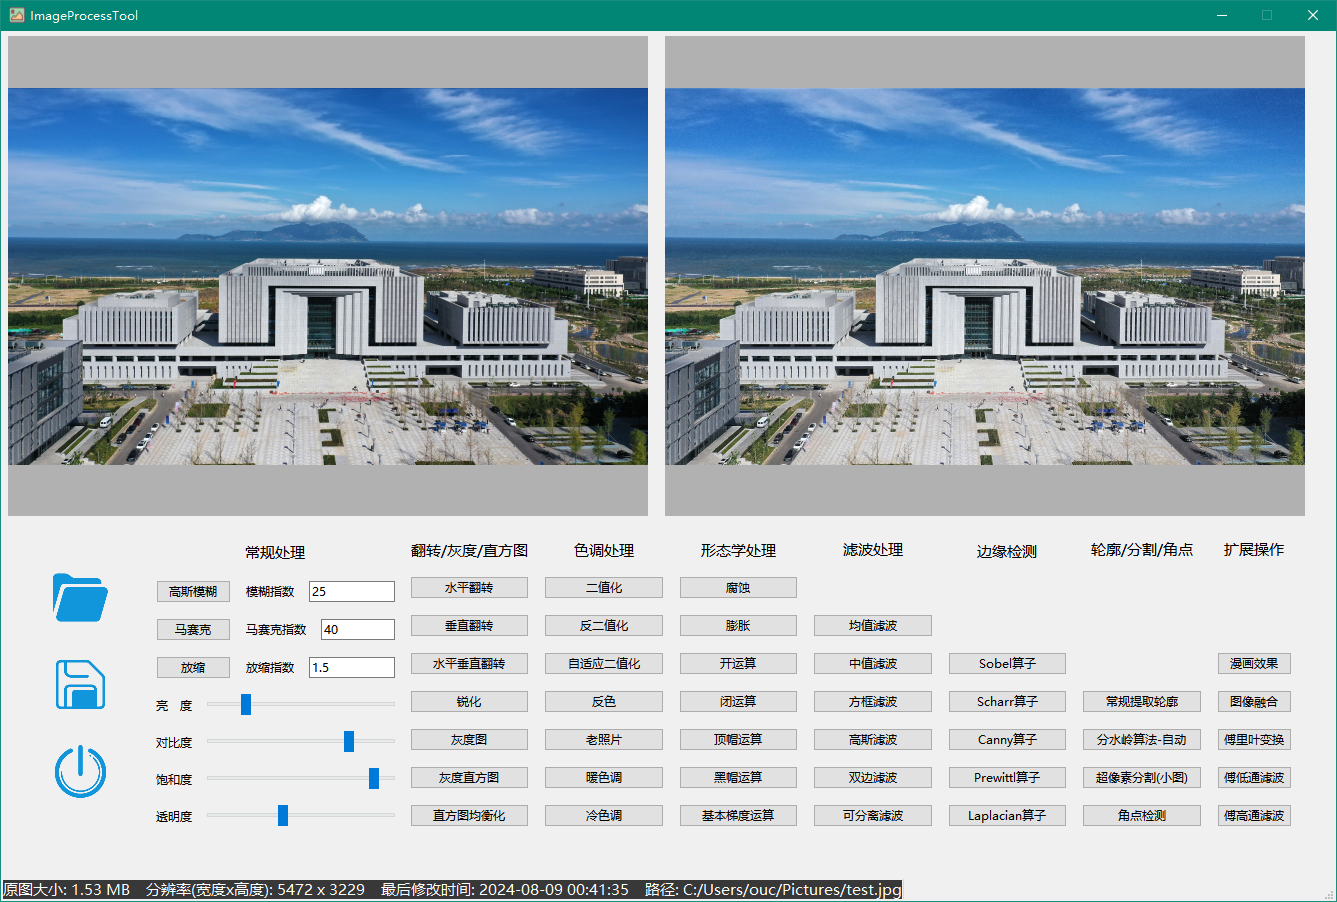 ImageProcessTool
常规处理 翻转/灰度/直方图 色调处理 形态学处理 滤波处理 边缘检测 轮廓/分割/角点 扩展操作
高斯模糊 模糊指数 25 水平翻转 二值化 腐蚀
马赛克 马赛克指数 40 垂直翻转 反二值化 膨胀 均值滤波
放缩 放缩指数 1.5 水平垂直翻转 自适应二值化 开运算 中值滤波 Sobel算子 漫画效果
亮 度 锐化 反色 闭运算 方框滤波 Scharr算子 常规提取轮廓 图像融合
对比度 灰度图 老照片 顶帽运算 高斯滤波 Canny算子 分水岭算法-自动 傅里叶变换
饱和度 灰度直方图 暖色调 黑帽运算 双边滤波 Prewittl算子 超像素分割(小图) 傅低通滤波
透明度 直方图均衡化 冷色调 基本梯度运算 可分离滤波 Laplacian算子 角点检测 傅高通滤波
原图大小: 1.53 MB 分辨率(宽度x高度): 5472 x 3229 最后修改时间: 2024-08-09 00:41:35 路径: C:/Users/ouc/Pictures/test.jpg